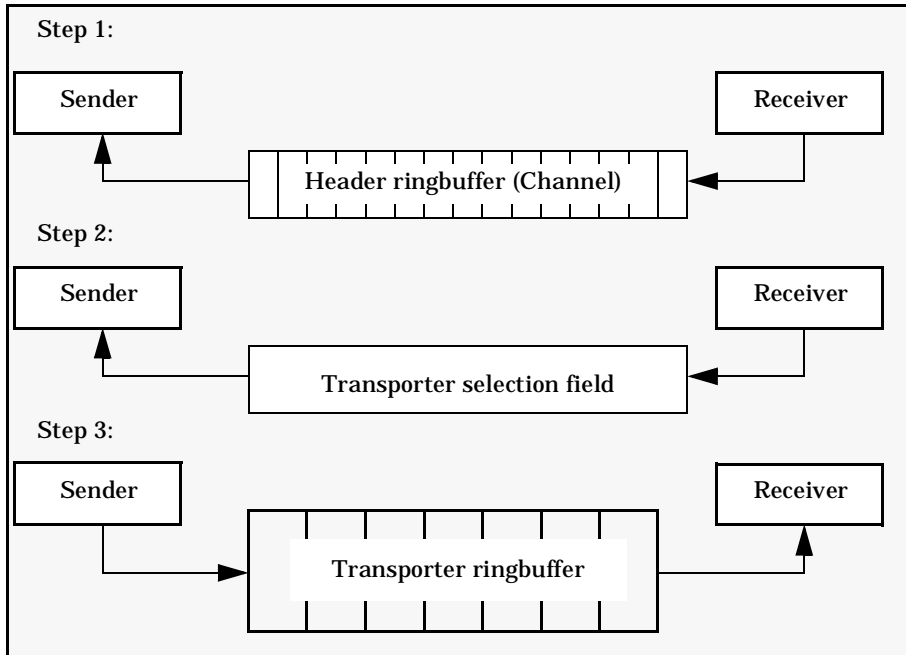 Step 1:
Sender
Receiver
Header ringbuffer (Channel)
Step 2:
Sender
Receiver
Transporter selection field
Step 3:
Sender
Receiver
Transporter ringbuffer